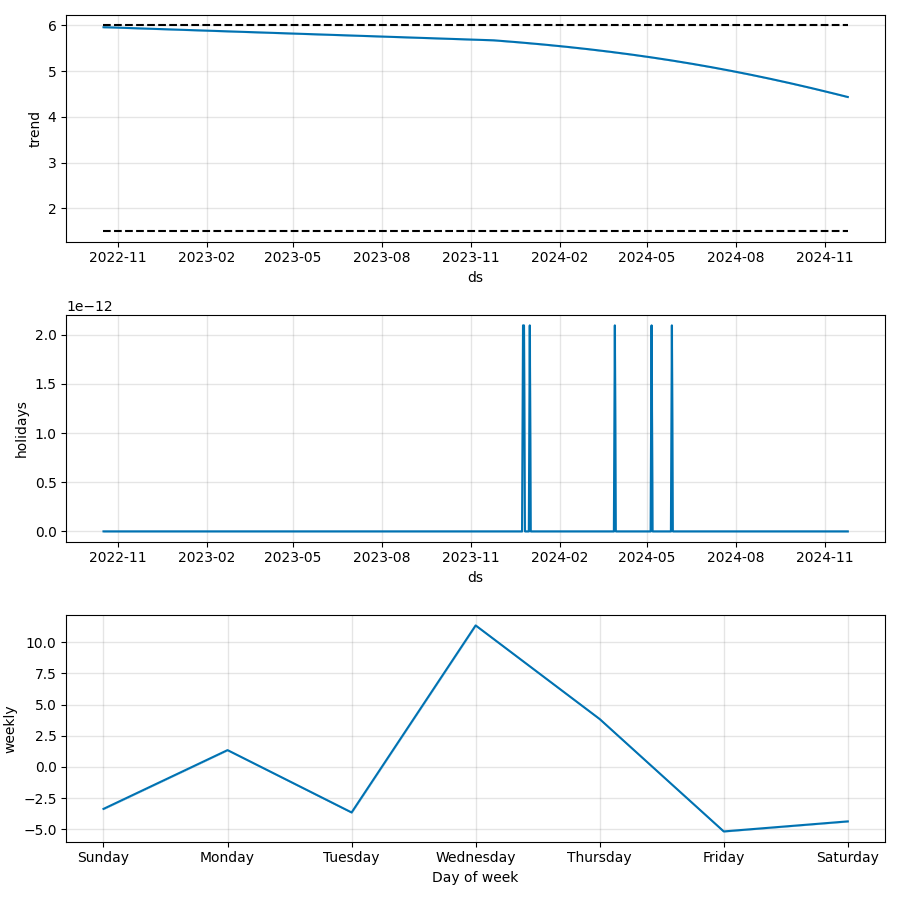 6
5
4
3
2
trend
2022-11 2023-02 2023-05 2023-08 2023-11 2024-02 2024-05 2024-08 2024-11
ds
1e−12
2.0
1.5
1.0
0.5
0.0
holidays
2022-11 2023-02 2023-05 2023-08 2023-11 2024-02 2024-05 2024-08 2024-11
ds
10.0
7.5
5.0
2.5
0.0
−2.5
−5.0
weekly
Sunday Monday Tuesday Wednesday Thursday Friday Saturday
Day of week